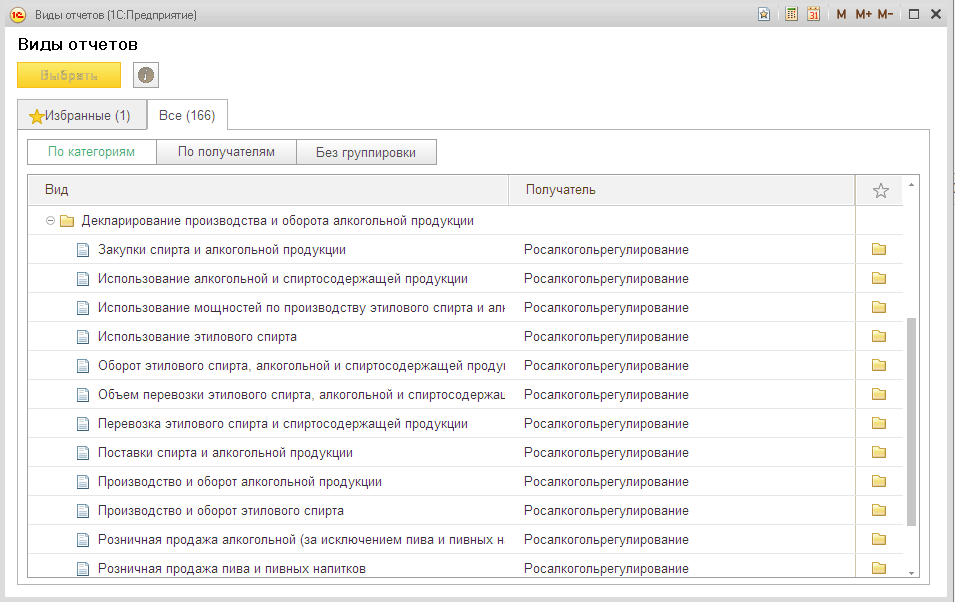 Виды отчетов [1С:Предприятие]
31 M M+ M-
Виды отчетов
Выбрать
Избранные (1) Все (166)
По категориям По получателям Без группировки
Вид Получатель
Декларирование производства и оборота алкогольной продукции
Закупки спирта и алкогольной продукции Росалкогольрегулирование
Использование алкогольной и спиртосодержащей продукции Росалкогольрегулирование
Использование мощностей по производству этилового спирта и алк Росалкогольрегулирование
Использование этилового спирта Росалкогольрегулирование
Оборот этилового спирта, алкогольной и спиртосодержащей продук Росалкогольрегулирование
Объем перевозки этилового спирта, алкогольной и спиртосодержащ Росалкогольрегулирование
Перевозка этилового спирта и спиртосодержащей продукции Росалкогольрегулирование
Поставки спирта и алкогольной продукции Росалкогольрегулирование
Производство и оборот алкогольной продукции Росалкогольрегулирование
Производство и оборот этилового спирта Росалкогольрегулирование
Розничная продажа алкогольной (за исключением пива и пивных н Росалкогольрегулирование
Розничная продажа пива и пивных напитков Росалкогольрегулирование